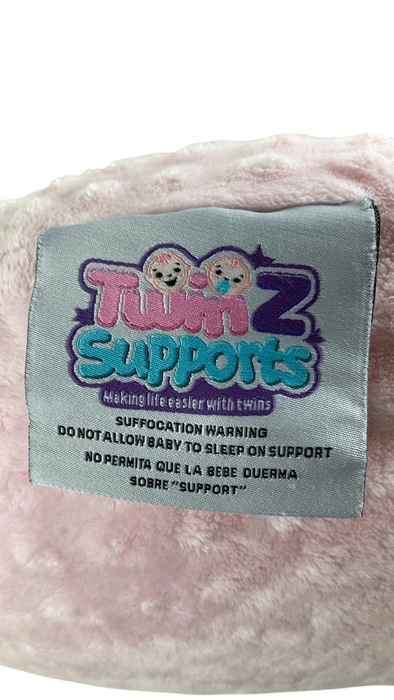 Twin Z
Supports
Making life easier with twins
SUFFOCATION WARNING
DO NOT ALLOW BABY TO SLEEP ON SUPPORT
NO PERMITA QUE LA BEBE DUERMA
SOBRE "SUPPORT"